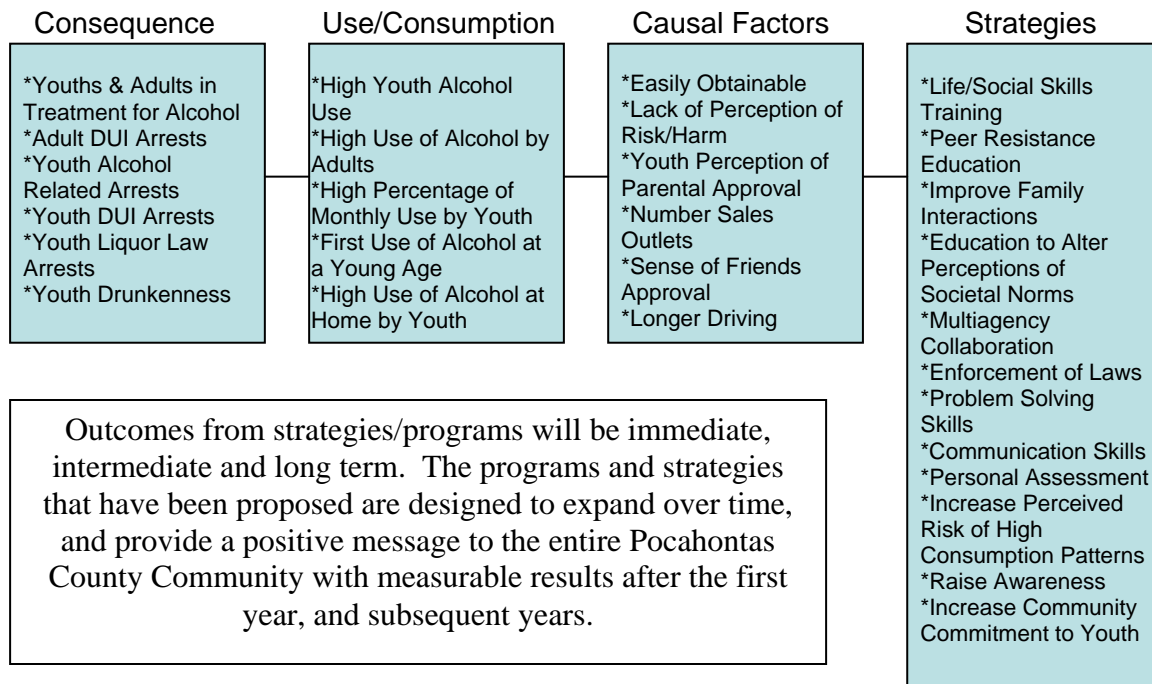 Consequence
*Youths & Adults in
Treatment for Alcohol
*Adult DUI Arrests
*Youth Alcohol
Related Arrests
*Youth DUI Arrests
*Youth Liquor Law
Arrests
*Youth Drunkenness
Use/Consumption
*High Youth Alcohol
Use
*High Use of Alcohol by
Adults
*High Percentage of
Monthly Use by Youth
*First Use of Alcohol at
a Young Age
*High Use of Alcohol at
Home by Youth
Causal Factors
*Easily Obtainable
*Lack of Perception of
Risk/Harm
*Youth Perception of
Parental Approval
*Number Sales
Outlets
*Sense of Friends
Approval
*Longer Driving
Strategies
*Life/Social Skills
Training
*Peer Resistance
Education
*Improve Family
Interactions
*Education to Alter
Perceptions of
Societal Norms
*Multiagency
Collaboration
*Enforcement of Laws
*Problem Solving
Skills
*Communication Skills
*Personal Assessment
*Increase Perceived
Risk of High
Consumption Patterns
*Raise Awareness
*Increase Community
Commitment to Youth
Outcomes from strategies/programs will be immediate,
intermediate and long term. The programs and strategies
that have been proposed are designed to expand over time,
and provide a positive message to the entire Pocahontas
County Community with measurable results after the first
year, and subsequent years.